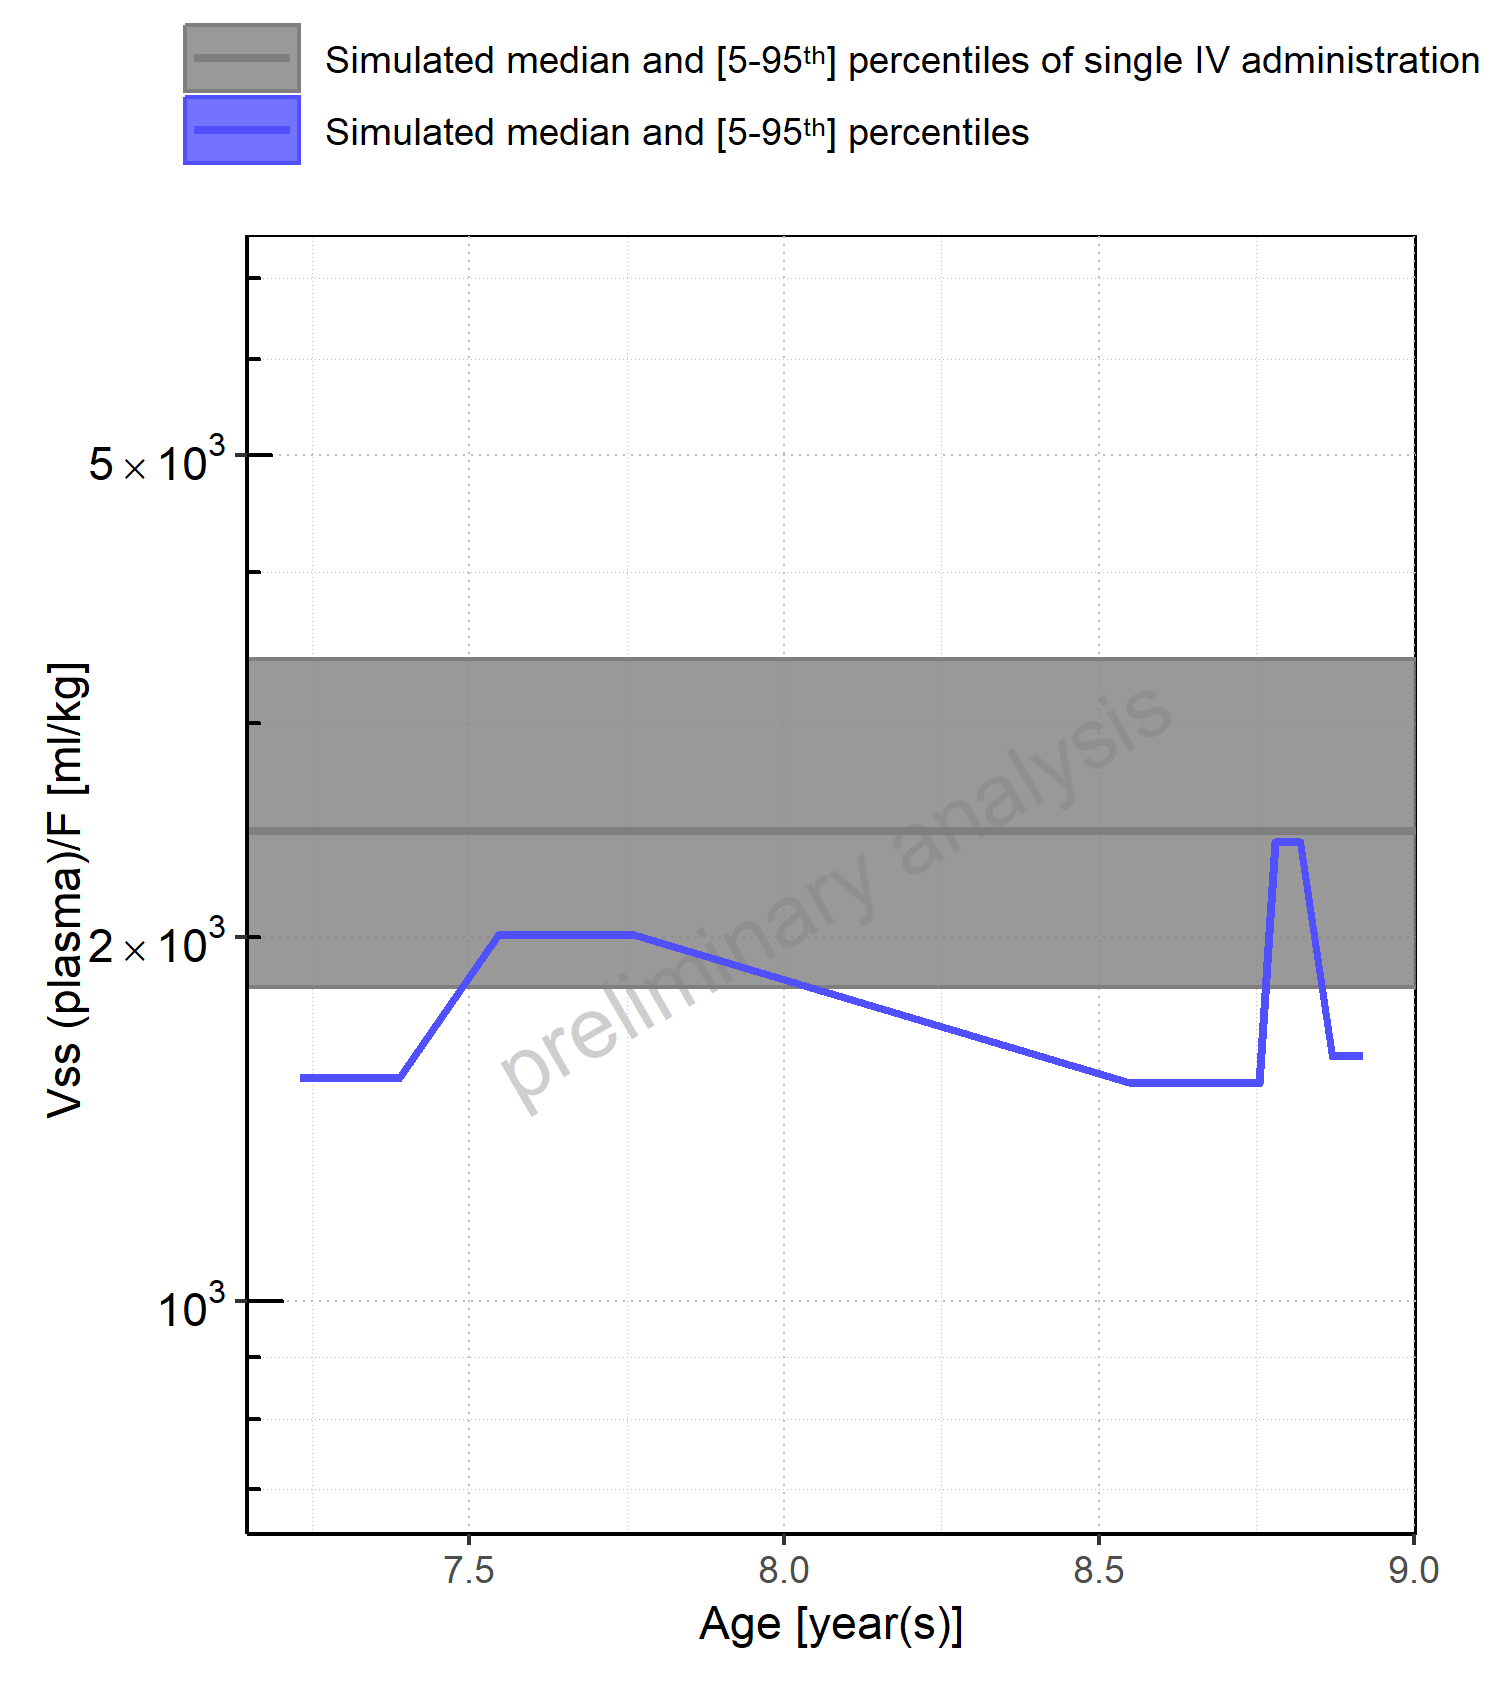 Simulated median and [5-95ᵗʰ] percentiles of single IV administration
Simulated median and [5-95ᵗʰ] percentiles
Vss (plasma)/F [ml/kg]
5 × 10³
2 × 10³
10³
preliminary analysis
7.5 8.0 8.5 9.0
Age [year(s)]